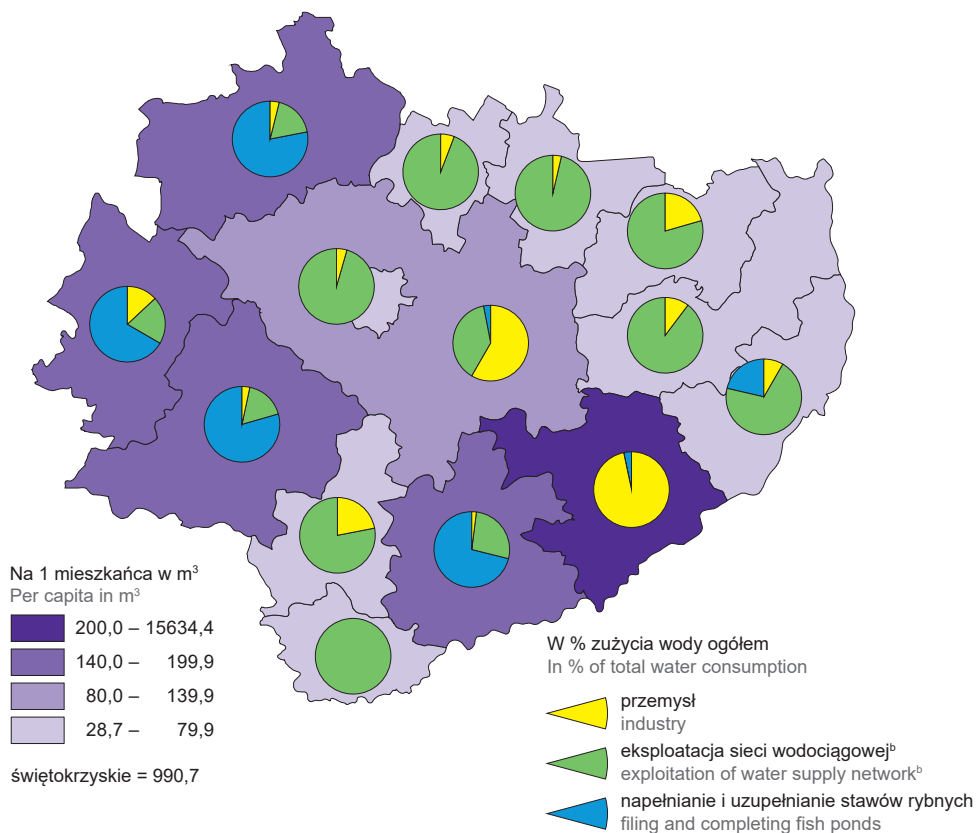 Na 1 mieszkańca w m³
Per capita in m³
200,0 – 15634,4
140,0 – 199,9
80,0 – 139,9
28,7 – 79,9
świętokrzyskie = 990,7
W % zużycia wody ogółem
In % of total water consumption
przemysł
industry
eksploatacja sieci wodociągowejᵇ
exploitation of water supply networkᵇ
napełnianie i uzupełnianie stawów rybnych
filing and completing fish ponds